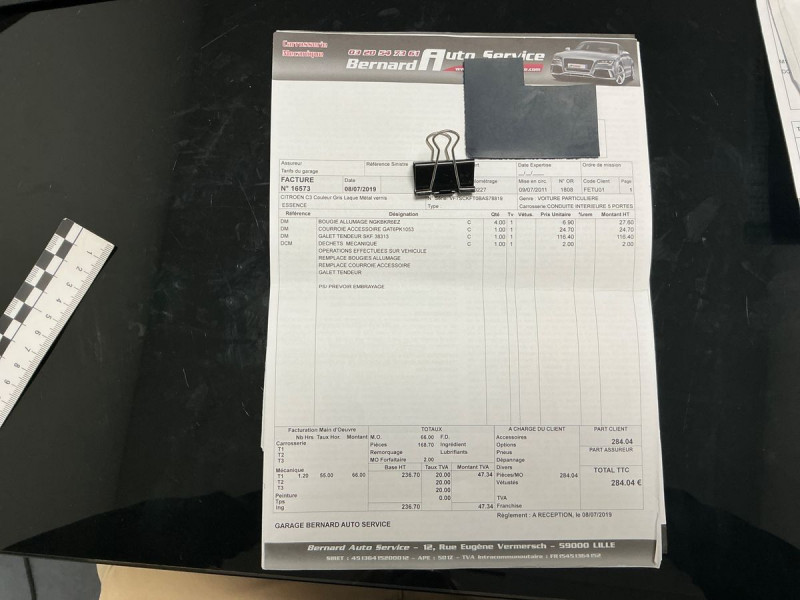 Carrosserie
Mecanique
03 20 54 73 61
Bernard Auto Service
www.
Assureur Référence Sinistre Date Expertise Ordre de mission
Tarifs du garage
FACTURE Date Mise en circ. N° OR Code Client Page
N° 16573 08/07/2019 227 09/07/2011 1809 FETU01 1
CITROËN C3 Couleur Gris Laque Métal vernis Genre : VOITURE PARTICULIERE
ESSENCE Type Carrosserie: CONDUITE INTERIEURE 5 PORTES
Référence Désignation Qté Tv Vétus. Prix Unitaire %rem Montant HT
DM BOUGIE ALLUMAGE C 4.00 1 6.90 27.60
DM COURROIE ACCESSOIRE GAT6PK1053 C 1.00 1 24.70 24.70
DM GALET TENDEUR SKF 36315 C 1.00 1 116.40 116.40
DCM DECHETS MECANIQUE C 1.00 1 2.00 2.00
OPERATIONS EFFECTUEES SUR VEHICULE
REMPLACE BOUGIES ALLUMAGE
REMPLACE COURROIE ACCESSOIRE
GALET TENDEUR
PS/ PREVOIR EMBRAYAGE
Facturation Main d'Oeuvre TOTAUX A CHARGE DU CLIENT PART CLIENT
Nb Hrs. Taux Hor. Montant M.O. 66.00 F.D. Accessoires 284.04
Carrosserie Pièces 168.70 Ingrédient Options
T1 Remorquage Lubrifiants Pneus PART ASSUREUR
T2 MO Forfaitaire 2.00 Dépannage
T3 Base HT Taux TVA Montant TVA Divers TOTAL TTC
Mécanique
T1 1.20 55.00 66.00 236.70 20.00 47.34 Pièces/MO 284.04
T2 20.00 Vétustés 284.04 €
T3 20.00
Peinture 0.00 TVA
Tps
Ing 236.70 47.34 Franchise
Règlement : A RECEPTION, le 08/07/2019
GARAGE BERNARD AUTO SERVICE
Bernard Auto Service - 12, Rue Eugène Vermersch - 59000 LILLE